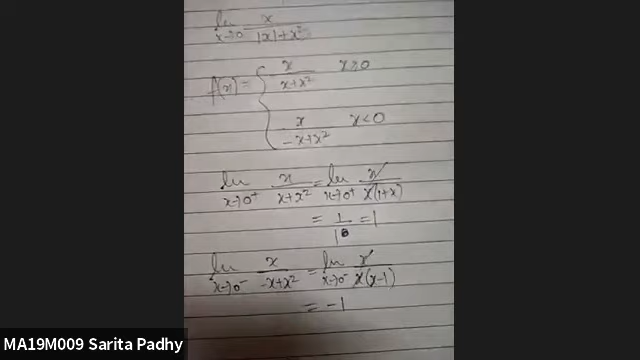 lim x→0 x / |x|+x²
f(x) = { x / x+x² x≥0
x / -x+x² x<0
lim x→0⁺ x / x+x² = lim x→0⁺ x / x(1+x)
= 1/1 = 1
lim x→0⁻ x / -x+x² = lim x→0⁻ x / x(x-1)
= -1
MA19M009 Sarita Padhy